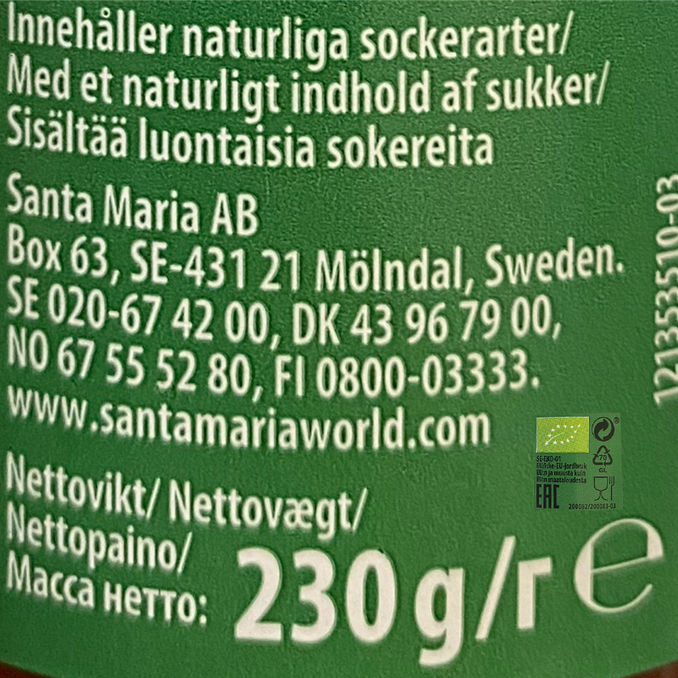 Innehåller naturliga sockerarter/
Med et naturligt indhold af sukker/
Sisältää luontaisia sokereita
Santa Maria AB
Box 63, SE-431 21 Mölndal, Sweden.
SE 020-67 42 00, DK 43 96 79 00,
NO 67 55 52 80, FI 0800-03333.
www.santamariaworld.com
Nettovikt/ Nettovægt/
Nettopaino/
Масса нетто:
230 g/г ℮
121353510-03
SE-EKO-01
EAC
70
GL